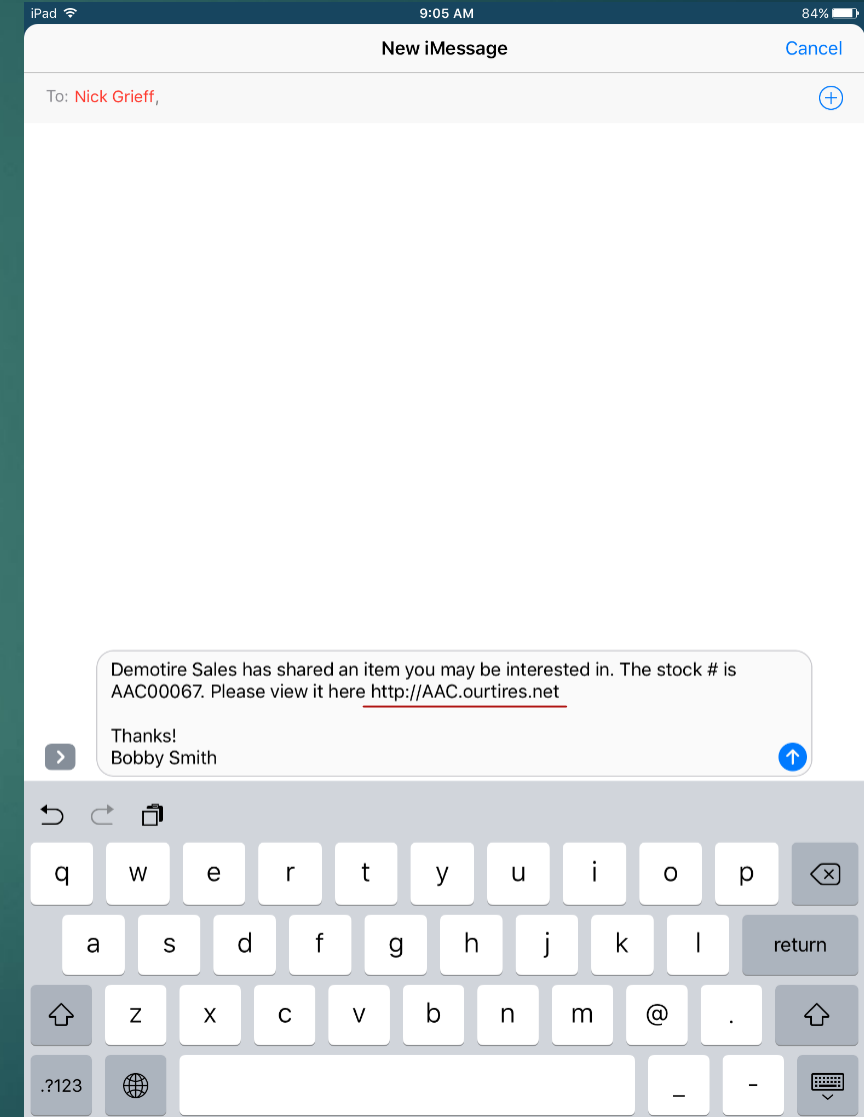 iPad 9:05 AM 84%
New iMessage Cancel
To: Nick Grieff,
Demotire Sales has shared an item you may be interested in. The stock # is
AAC00067. Please view it here http://AAC.ourtires.net
Thanks!
Bobby Smith
q w e r t y u i o p
a s d f g h j k l return
z x c v b n m @ .
.?123 _ -